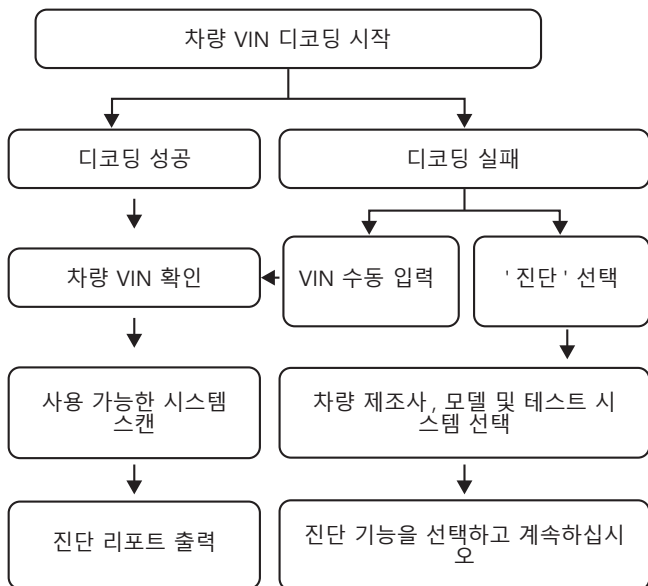 차량 VIN 디코딩 시작
디코딩 성공
디코딩 실패
차량 VIN 확인
VIN 수동 입력
' 진단 ' 선택
사용 가능한 시스템
스캔
차량 제조사, 모델 및 테스트 시
스템 선택
진단 리포트 출력
진단 기능을 선택하고 계속하십시
오